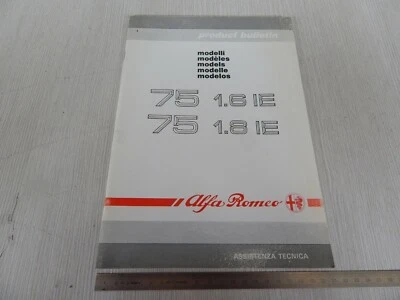 product bulletin
modelli
modèles
models
modelle
modelos
75 1.6 IE
75 1.8 IE
Alfa Romeo
ASSISTENZA TECNICA